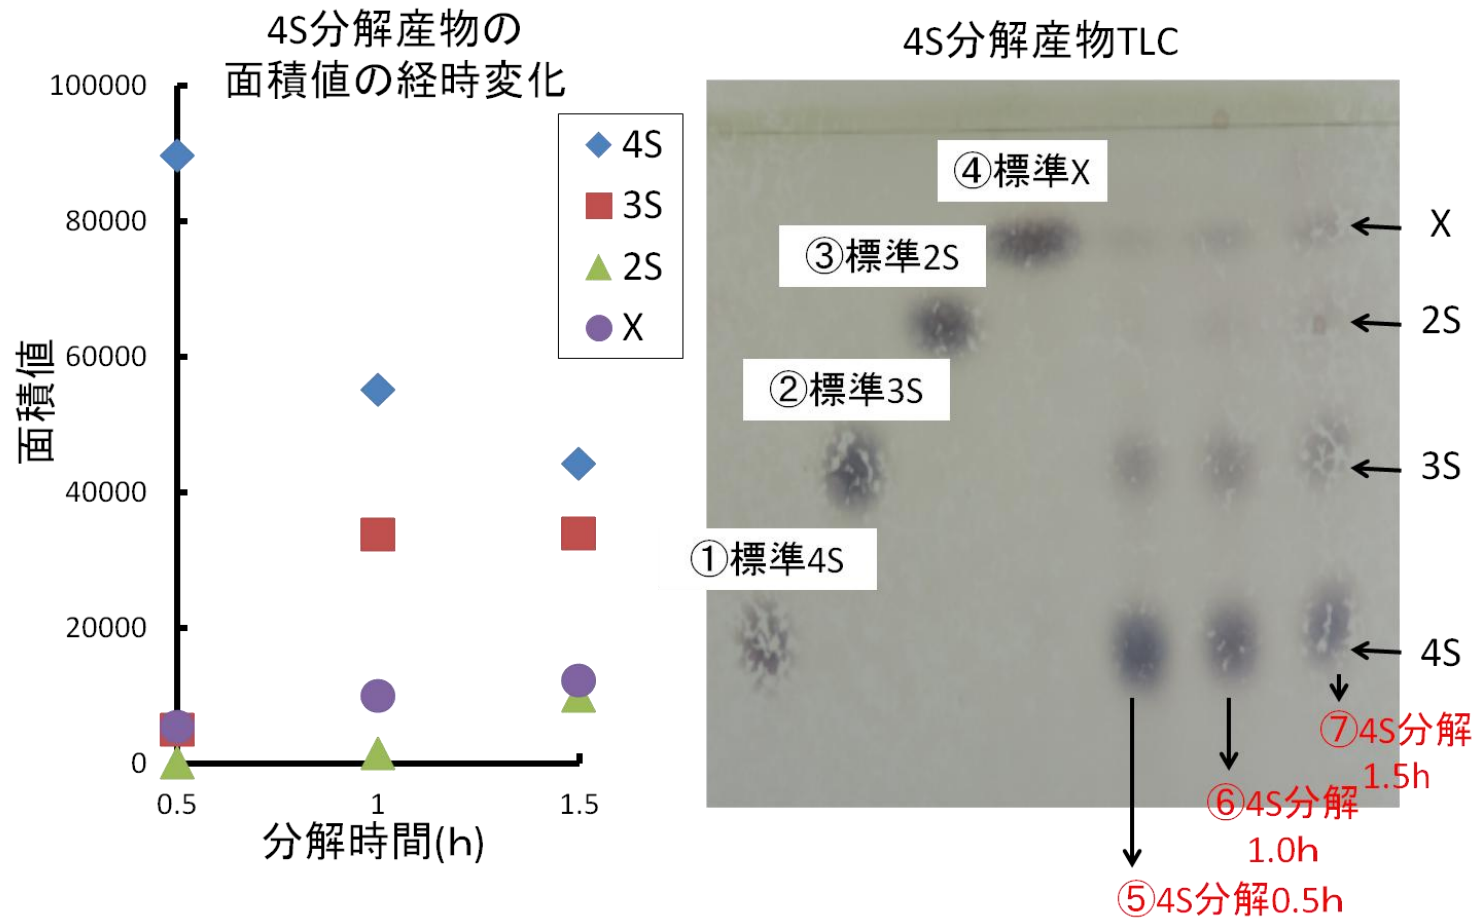 4S分解産物の
面積値の経時変化
100000
80000
60000
40000
20000
0
面積値
0.5
1
1.5
分解時間(h)
4S
3S
2S
X
4S分解産物TLC
④標準X
③標準2S
②標準3S
①標準4S
X
2S
3S
4S
⑦4S分解
1.5h
⑥4S分解
1.0h
⑤4S分解0.5h